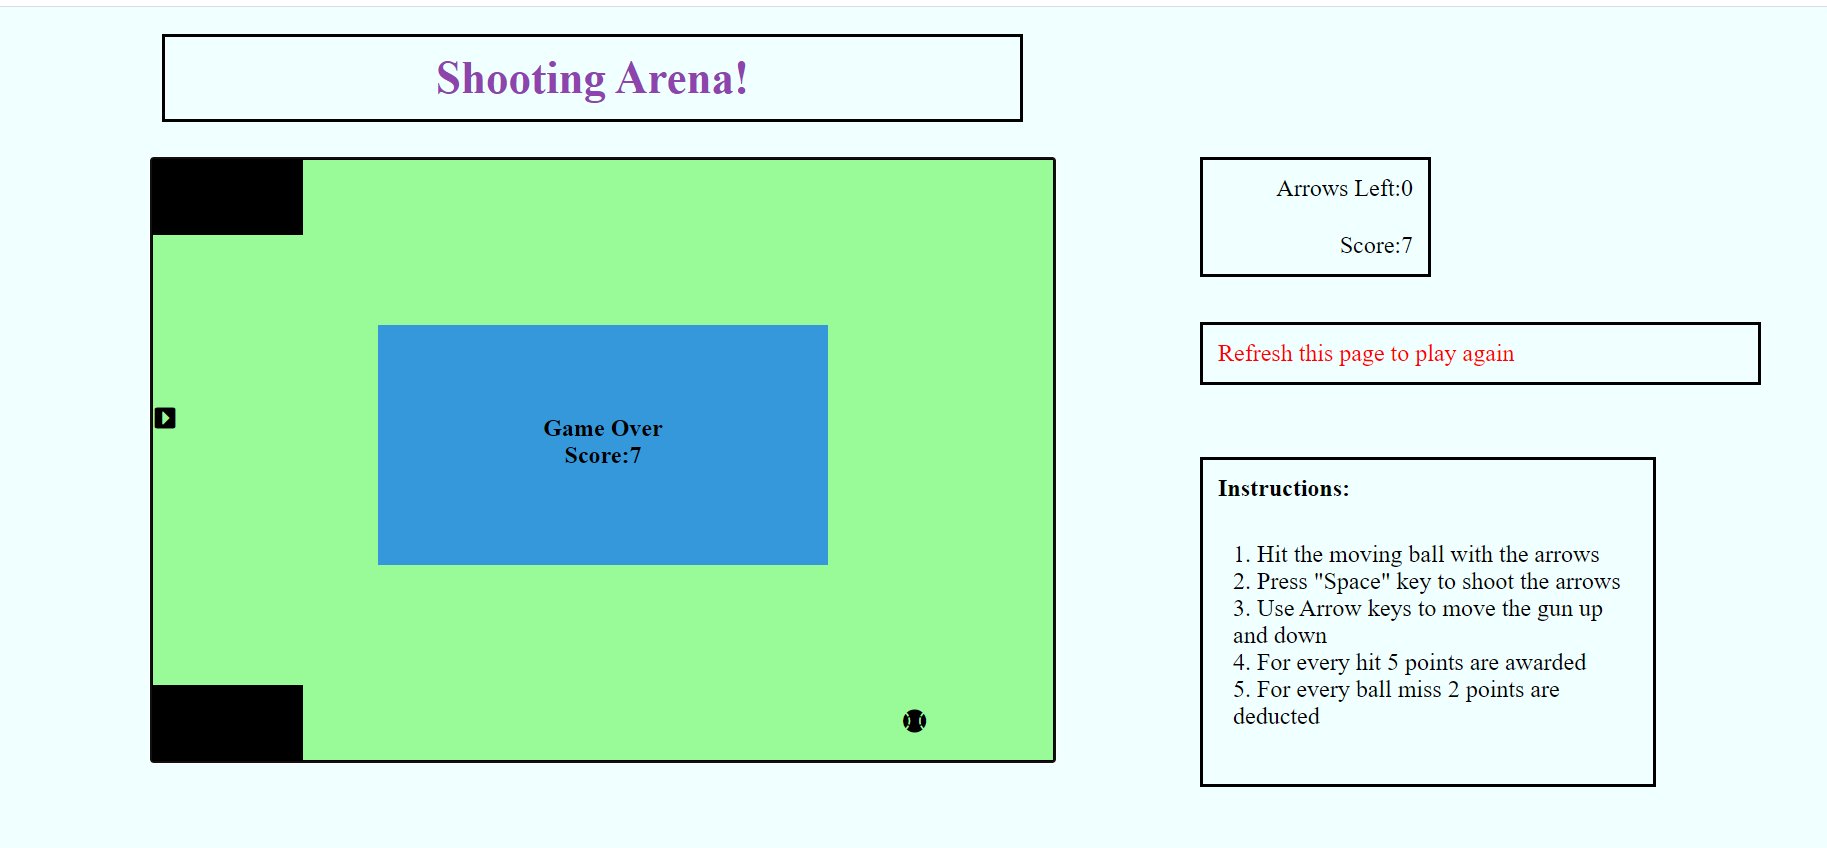 Shooting Arena!
Arrows Left:0
Score:7
Refresh this page to play again
Game Over
Score:7
Instructions:
1. Hit the moving ball with the arrows
2. Press "Space" key to shoot the arrows
3. Use Arrow keys to move the gun up
and down
4. For every hit 5 points are awarded
5. For every ball miss 2 points are
deducted